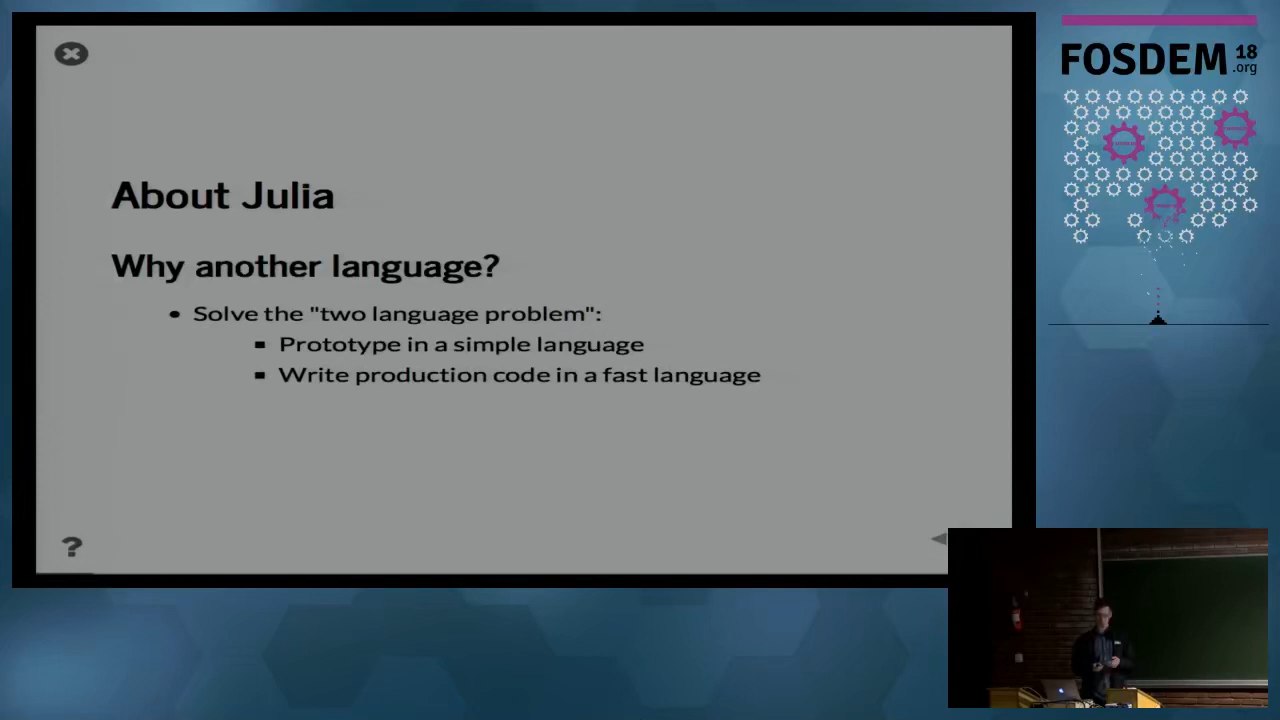 About Julia
Why another language?
• Solve the "two language problem":
▪ Prototype in a simple language
▪ Write production code in a fast language
?
FOSDEM 18
.org